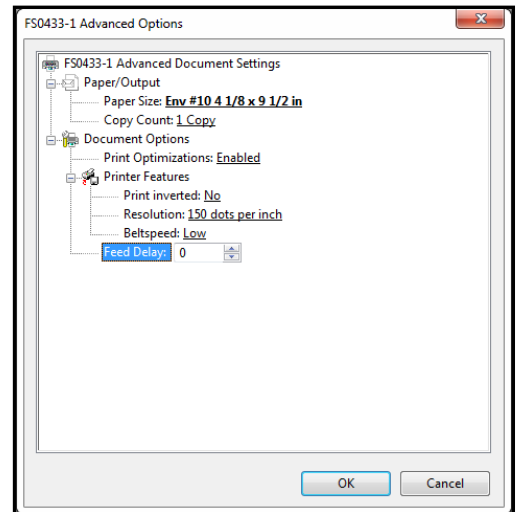 FS0433-1 Advanced Options
FS0433-1 Advanced Document Settings
Paper/Output
Paper Size: Env #10 4 1/8 x 9 1/2 in
Copy Count: 1 Copy
Document Options
Print Optimizations: Enabled
Printer Features
Print inverted: No
Resolution: 150 dots per inch
Beltspeed: Low
Feed Delay: 0
OK Cancel